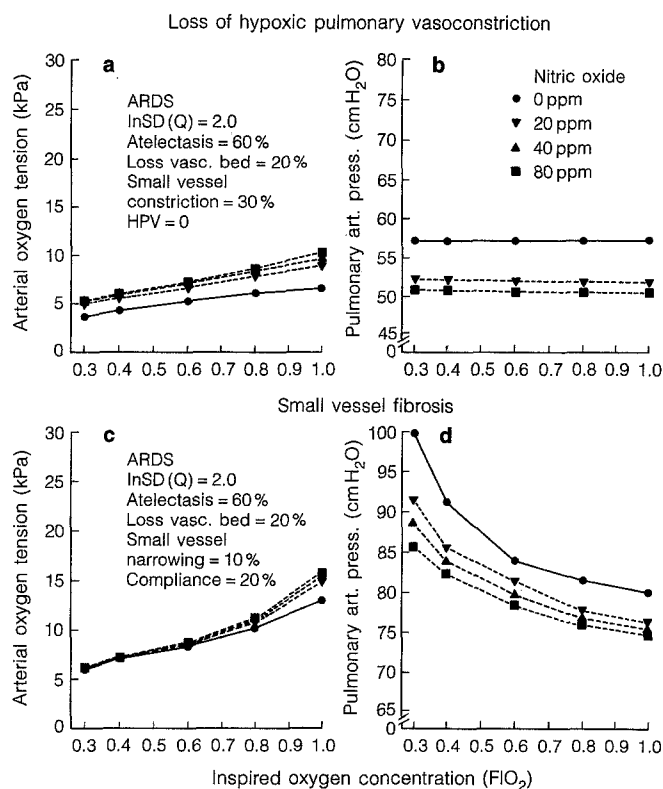 Loss of hypoxic pulmonary vasoconstriction
a
ARDS
InSD (Q) = 2.0
Atelectasis = 60 %
Loss vasc. bed = 20 %
Small vessel
constriction = 30 %
HPV = 0
Arterial oxygen tension (kPa)
30
25
20
15
10
5
0
0.3 0.4 0.5 0.6 0.7 0.8 0.9 1.0
b
Nitric oxide
0 ppm
20 ppm
40 ppm
80 ppm
Pulmonary art. press. (cm H2O)
80
75
70
65
60
55
50
45
0
0.3 0.4 0.5 0.6 0.7 0.8 0.9 1.0
Small vessel fibrosis
c
ARDS
InSD (Q) = 2.0
Atelectasis = 60 %
Loss vasc. bed = 20 %
Small vessel
narrowing = 10 %
Compliance = 20 %
Arterial oxygen tension (kPa)
30
25
20
15
10
5
0
0.3 0.4 0.5 0.6 0.7 0.8 0.9 1.0
d
Pulmonary art. press. (cm H2O)
100
95
90
85
80
75
70
65
0
0.3 0.4 0.5 0.6 0.7 0.8 0.9 1.0
Inspired oxygen concentration (FIO2)